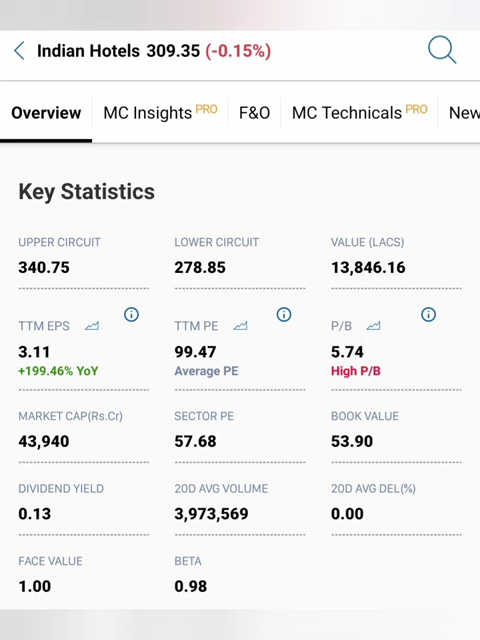 Indian Hotels 309.35 (-0.15%)
Overview MC Insights PRO F&O MC Technicals PRO New
Key Statistics
UPPER CIRCUIT LOWER CIRCUIT VALUE (LACS)
340.75 278.85 13,846.16
TTM EPS TTM PE P/B
3.11 99.47 5.74
+199.46% YoY Average PE High P/B
MARKET CAP(Rs.Cr) SECTOR PE BOOK VALUE
43,940 57.68 53.90
DIVIDEND YIELD 20D AVG VOLUME 20D AVG DEL(%)
0.13 3,973,569 0.00
FACE VALUE BETA
1.00 0.98